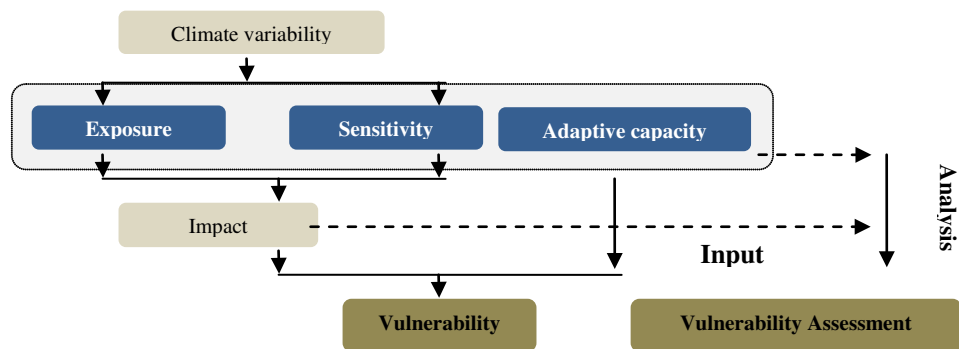 Climate variability
Exposure
Sensitivity
Adaptive capacity
Analysis
Impact
Input
Vulnerability
Vulnerability Assessment